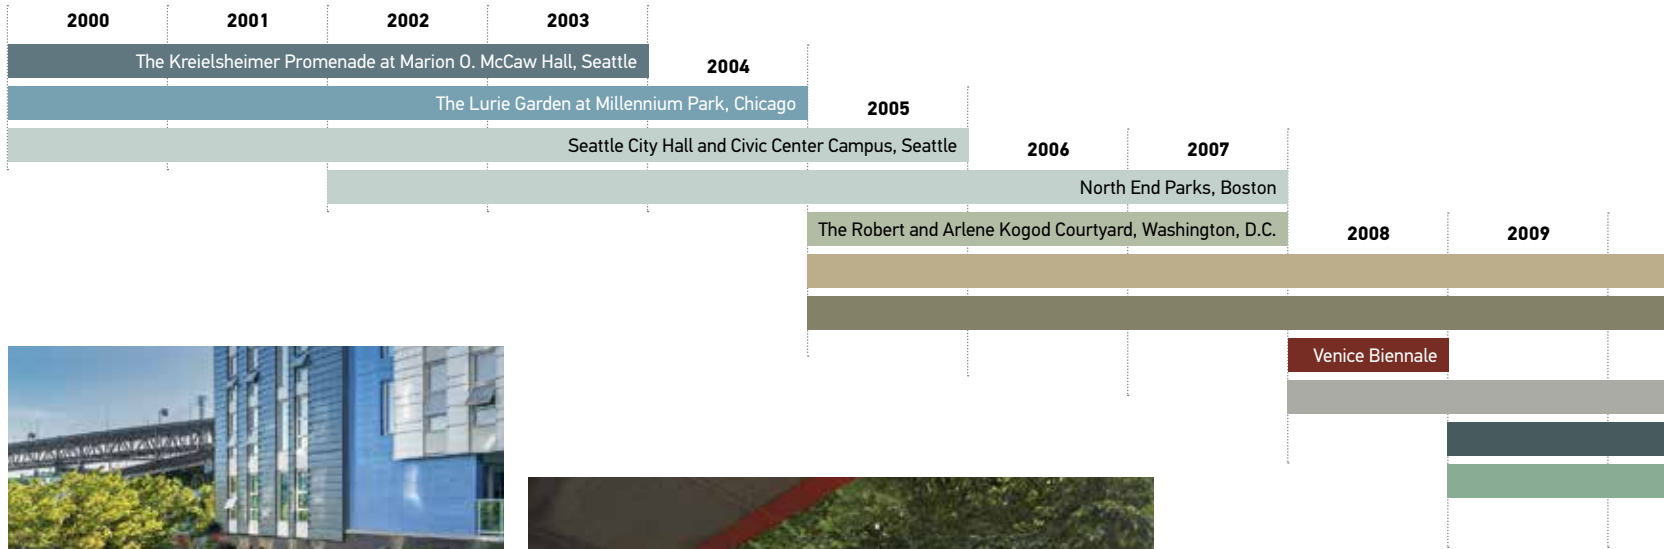 2000 2001 2002 2003
The Kreielsheimer Promenade at Marion O. McCaw Hall, Seattle
2004
The Lurie Garden at Millennium Park, Chicago
2005
Seattle City Hall and Civic Center Campus, Seattle
2006 2007
North End Parks, Boston
The Robert and Arlene Kogod Courtyard, Washington, D.C.
2008 2009
Venice Biennale